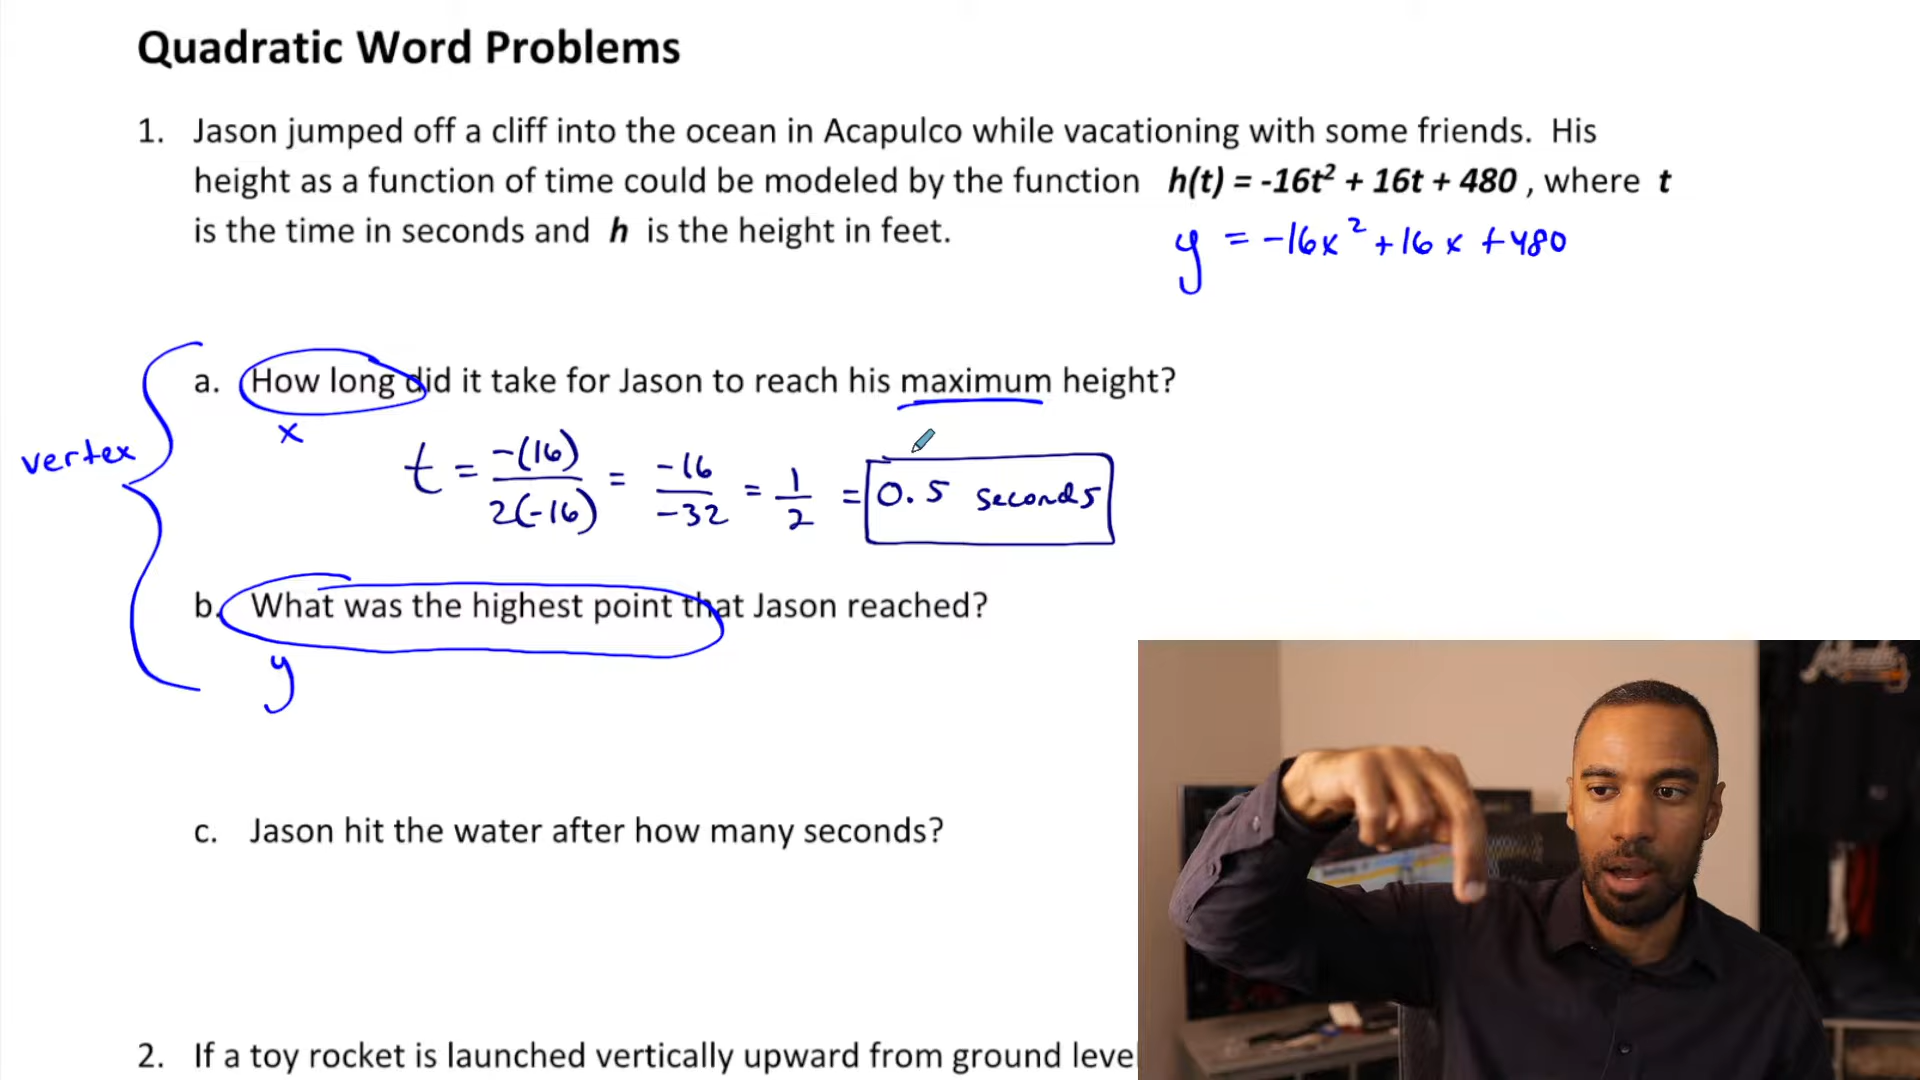 Quadratic Word Problems
1. Jason jumped off a cliff into the ocean in Acapulco while vacationing with some friends. His
height as a function of time could be modeled by the function h(t) = -16t² + 16t + 480 , where t
is the time in seconds and h is the height in feet.
y = -16x² + 16x + 480
a. How long did it take for Jason to reach his maximum height?
x
vertex
t = -(16) / 2(-16) = -16 / -32 = 1 / 2 = 0.5 seconds
b. What was the highest point that Jason reached?
y
c. Jason hit the water after how many seconds?
2. If a toy rocket is launched vertically upward from ground level